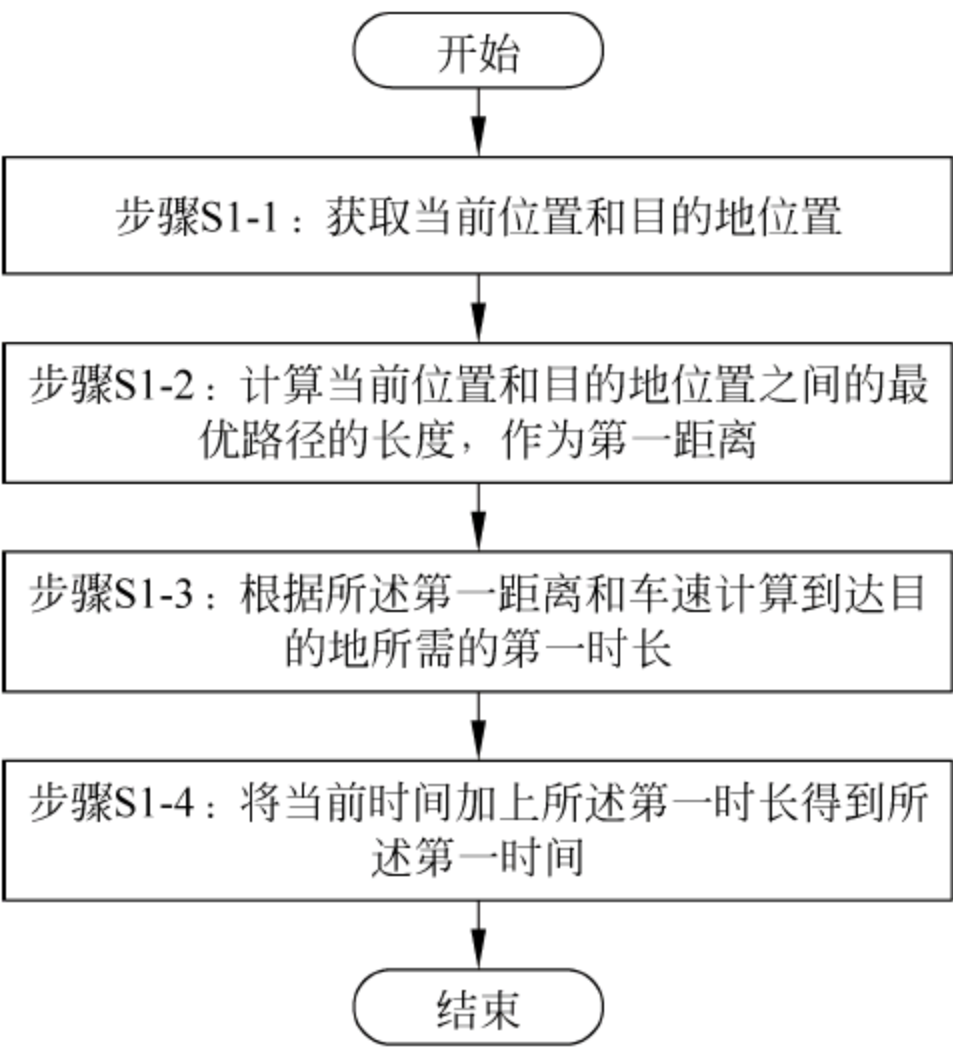 开始
步骤S1-1：获取当前位置和目的地位置
步骤S1-2：计算当前位置和目的地位置之间的最
优路径的长度，作为第一距离
步骤S1-3：根据所述第一距离和车速计算到达目
的地所需的第一时长
步骤S1-4：将当前时间加上所述第一时长得到所
述第一时间
结束